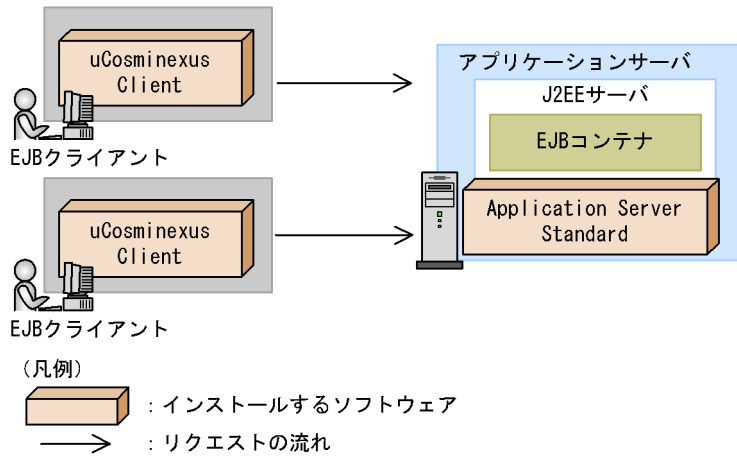 uCosminexus
Client
EJBクライアント
uCosminexus
Client
EJBクライアント
アプリケーションサーバ
J2EEサーバ
EJBコンテナ
Application Server
Standard
（凡例）
：インストールするソフトウェア
：リクエストの流れ